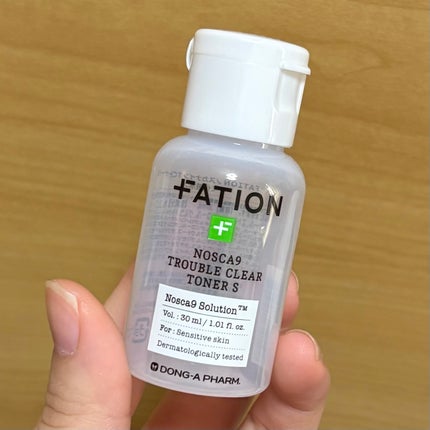 FATION
NOSCA9
TROUBLE CLEAR
TONER S
Nosca9 Solution™
Vol. : 30 ml / 1.01 fl. oz.
For : Sensitive skin
Dermatologically tested
DONG-A PHARM.